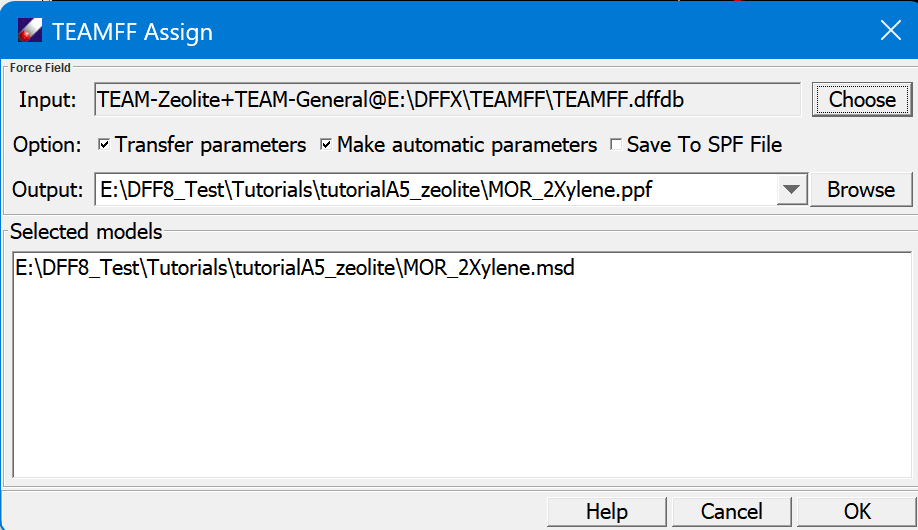 TEAMFF Assign
Force Field
Input: TEAM-Zeolite+TEAM-General@E:\DFFX\TEAMFF\TEAMFF.dffdb Choose
Option: Transfer parameters Make automatic parameters Save To SPF File
Output: E:\DFF8_Test\Tutorials\tutorialA5_zeolite\MOR_2Xylene.ppf Browse
Selected models
E:\DFF8_Test\Tutorials\tutorialA5_zeolite\MOR_2Xylene.msd
Help Cancel OK